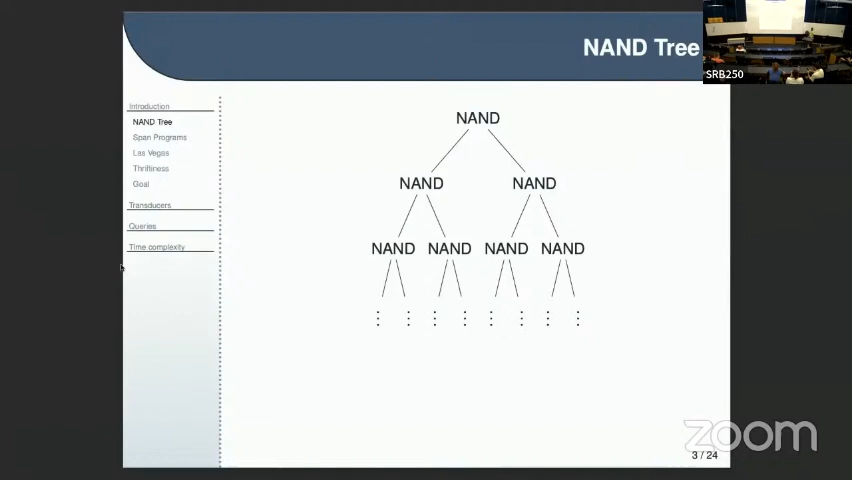 NAND Tree
SRB250
Introduction
NAND Tree
Span Programs
Las Vegas
Thriftiness
Goal
Transducers
Queries
Time complexity
NAND
NAND NAND
NAND NAND NAND NAND
zoom
3 / 24